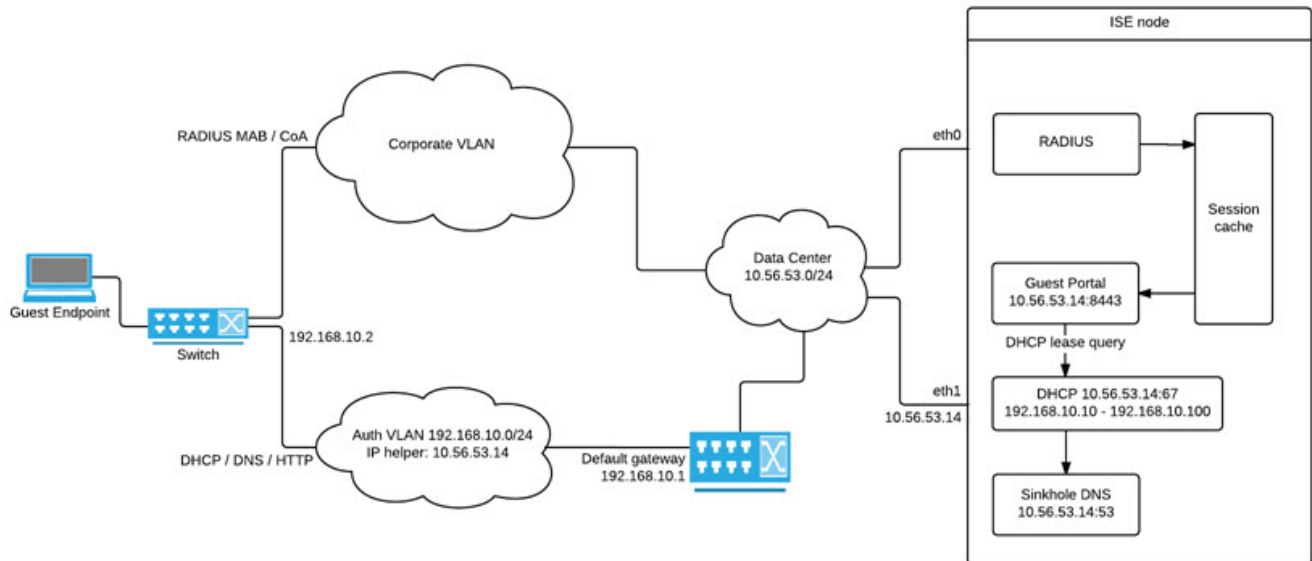 ISE node
RADIUS MAB / CoA
Corporate VLAN
eth0
RADIUS
Session
cache
Data Center
10.56.53.0/24
Guest Portal
10.56.53.14:8443
Guest Endpoint
Switch
192.168.10.2
DHCP lease query
eth1
10.56.53.14
DHCP 10.56.53.14:67
192.168.10.10 - 192.168.10.100
Auth VLAN 192.168.10.0/24
IP helper: 10.56.53.14
DHCP / DNS / HTTP
Default gateway
192.168.10.1
Sinkhole DNS
10.56.53.14:53